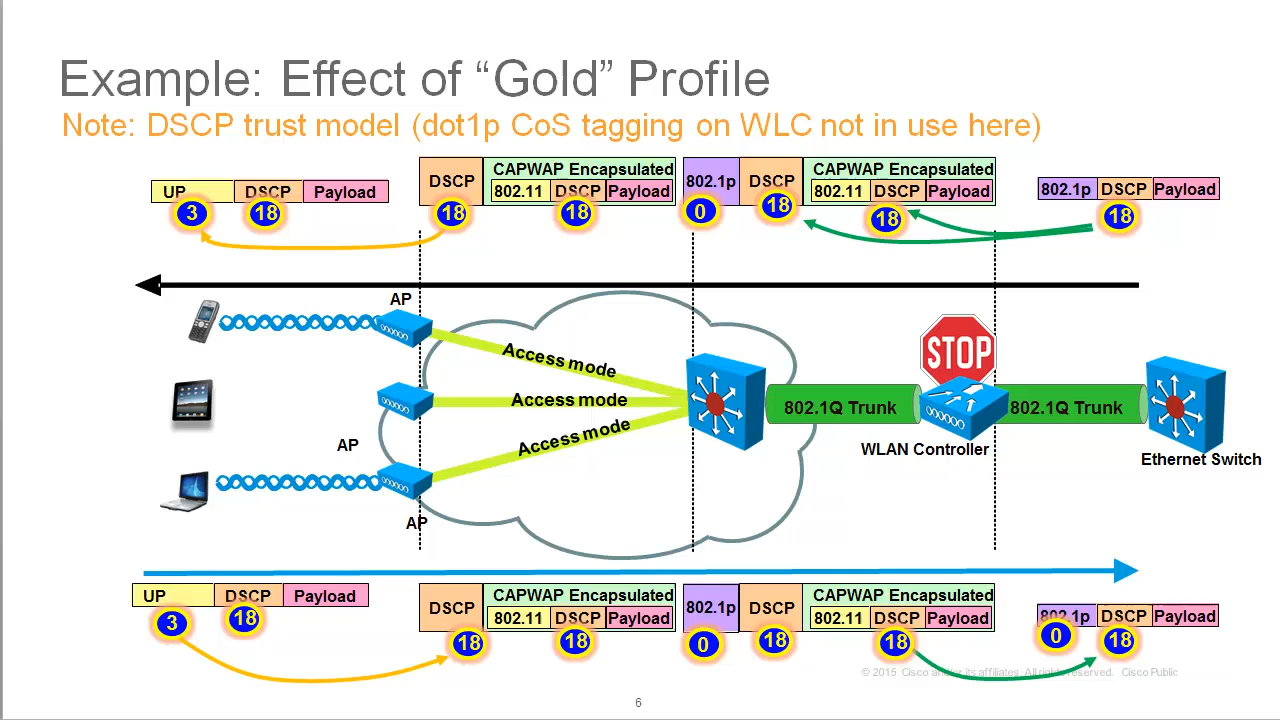 Example: Effect of “Gold” Profile
Note: DSCP trust model (dot1p CoS tagging on WLC not in use here)
UP DSCP Payload
3 18
DSCP CAPWAP Encapsulated
802.11 DSCP Payload
18 18
802.1p DSCP CAPWAP Encapsulated
802.11 DSCP Payload
0 18 18
802.1p DSCP Payload
18
AP
Access mode
STOP
Access mode
802.1Q Trunk
802.1Q Trunk
Access mode
AP
WLAN Controller
Ethernet Switch
AP
UP DSCP Payload
3 18
DSCP CAPWAP Encapsulated
802.11 DSCP Payload
18 18
802.1p DSCP CAPWAP Encapsulated
802.11 DSCP Payload
0 18 18
802.1p DSCP Payload
0 18
© 2015 Cisco and/or its affiliates. All rights reserved. Cisco Public
6